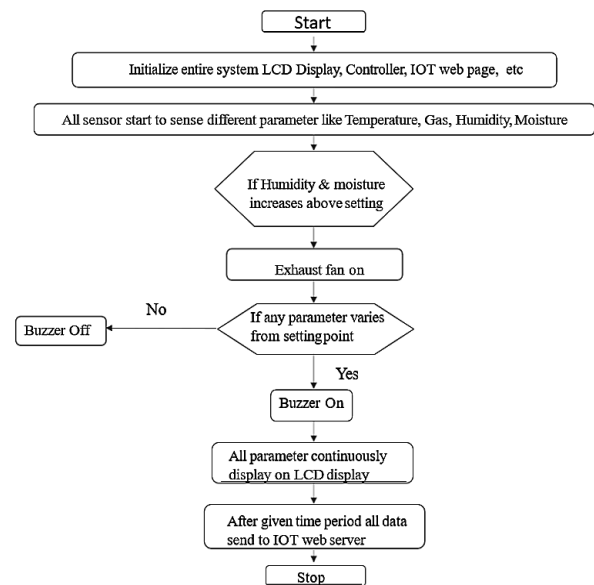 Start
Initialize entire system LCD Display, Controller, IOT web page, etc
All sensor start to sense different parameter like Temperature, Gas, Humidity, Moisture
If Humidity & moisture
increases above setting
Exhaust fan on
If any parameter varies
from settingpoint
No
Buzzer Off
Yes
Buzzer On
All parameter continuously
display on LCD display
After given time period all data
send to IOT web server
Stop